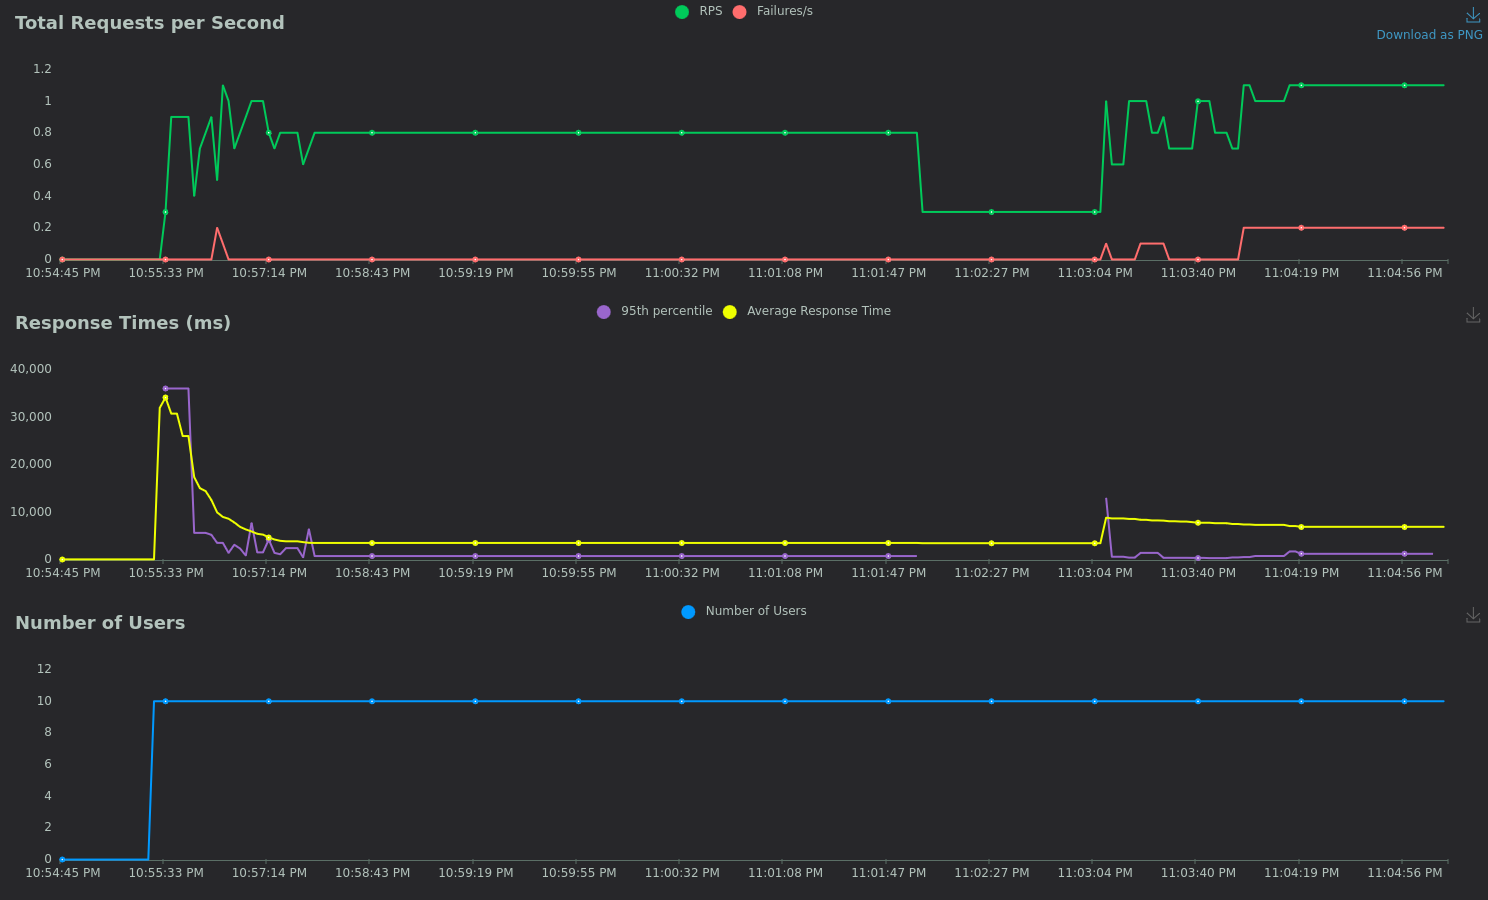 Total Requests per Second
RPS Failures/s
Download as PNG
1.2
1
0.8
0.6
0.4
0.2
0
10:54:45 PM 10:55:33 PM 10:57:14 PM 10:58:43 PM 10:59:19 PM 10:59:55 PM 11:00:32 PM 11:01:08 PM 11:01:47 PM 11:02:27 PM 11:03:04 PM 11:03:40 PM 11:04:19 PM 11:04:56 PM
Response Times (ms)
95th percentile Average Response Time
40,000
30,000
20,000
10,000
0
10:54:45 PM 10:55:33 PM 10:57:14 PM 10:58:43 PM 10:59:19 PM 10:59:55 PM 11:00:32 PM 11:01:08 PM 11:01:47 PM 11:02:27 PM 11:03:04 PM 11:03:40 PM 11:04:19 PM 11:04:56 PM
Number of Users
Number of Users
12
10
8
6
4
2
0
10:54:45 PM 10:55:33 PM 10:57:14 PM 10:58:43 PM 10:59:19 PM 10:59:55 PM 11:00:32 PM 11:01:08 PM 11:01:47 PM 11:02:27 PM 11:03:04 PM 11:03:40 PM 11:04:19 PM 11:04:56 PM